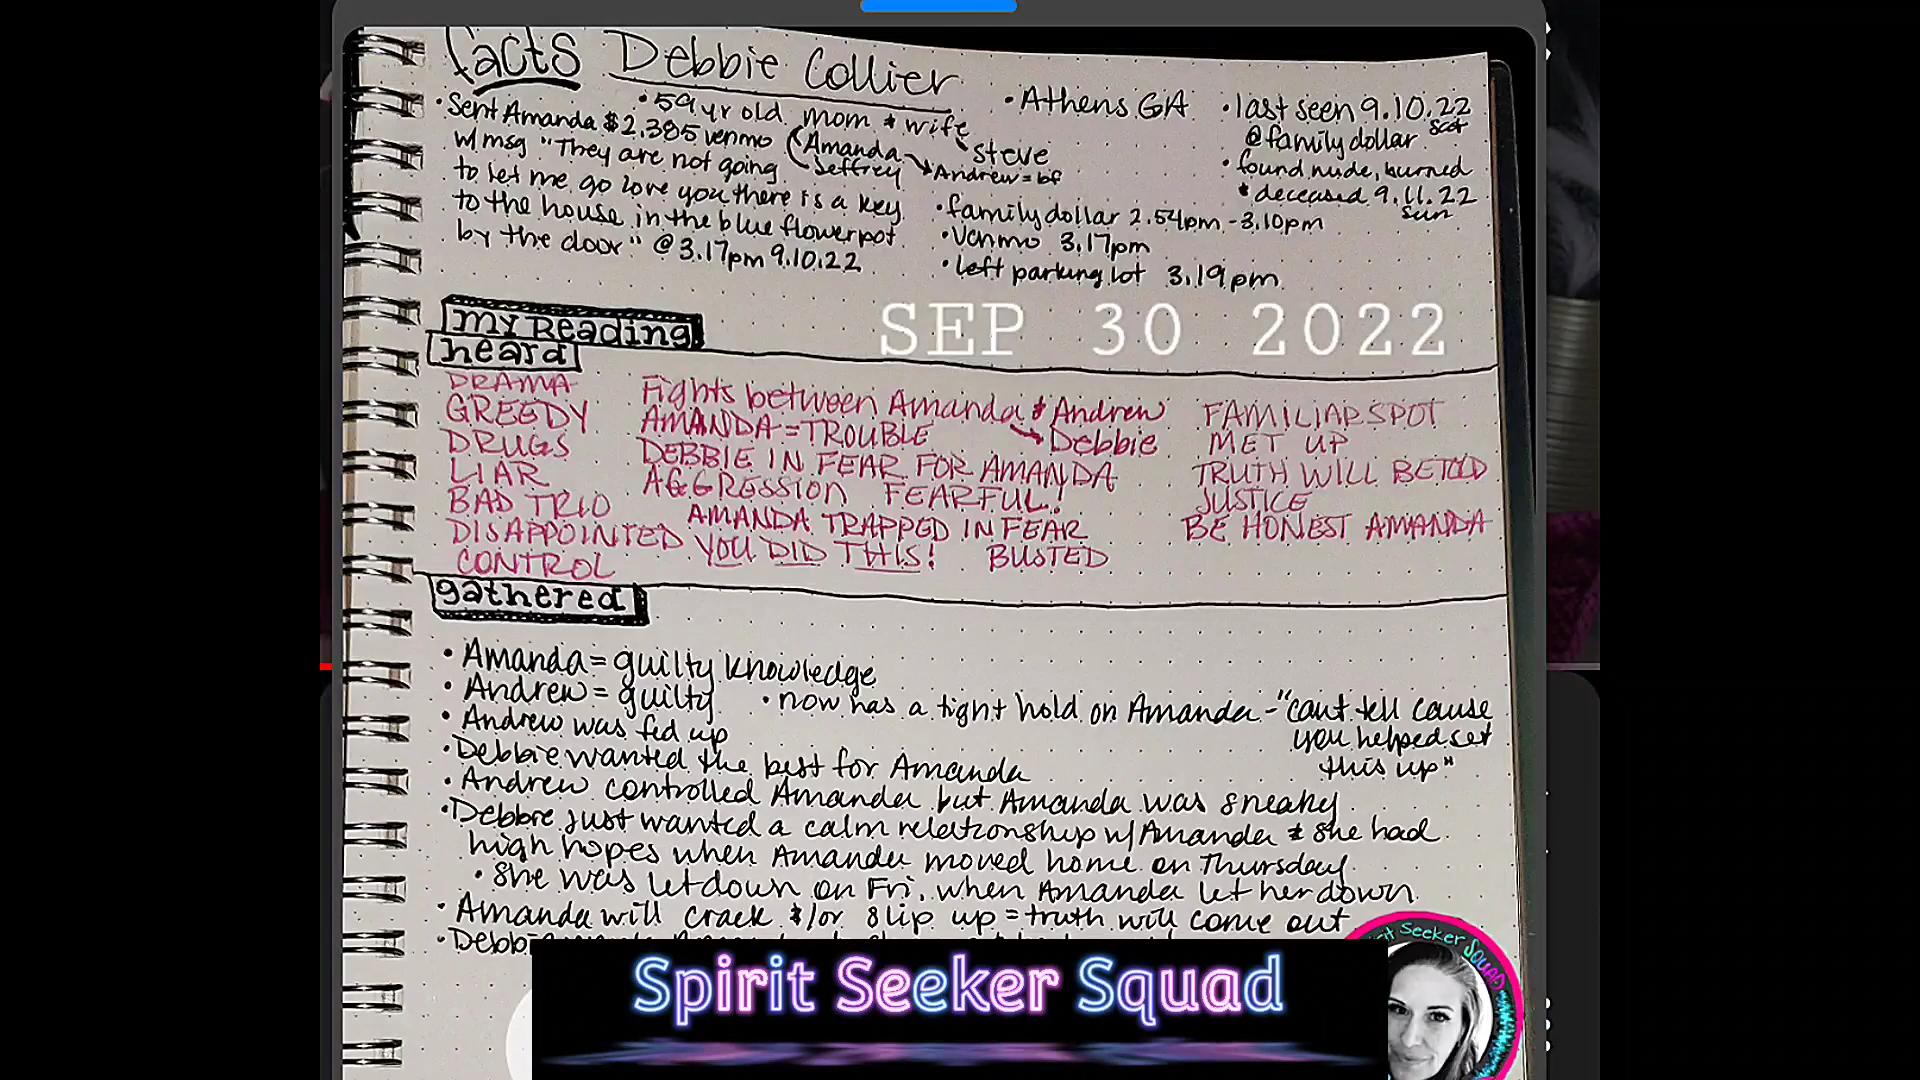 facts Debbie Collier
• Sent Amanda $2,385 venmo
w/ msg "They are not going
to let me go love you there is a key
to the house in the blue flowerpot
by the door" @ 3.17pm 9.10.22
• 59 yr old mom & wife
Amanda
Jeffrey
steve
Andrew = bf
• Athens GA
• last seen 9.10.22
sat
@ family dollar
• found nude, burned
& deceased 9.11.22
sun
• family dollar 2.54pm - 3.10pm
• Venmo 3.17pm
• left parking lot 3.19pm
My Reading
SEP 30 2022
heard
DRAMA
GREEDY
DRUGS
LIAR
BAD TRIO
DISAPPOINTED
CONTROL
Fights between Amanda & Andrew
AMANDA = TROUBLE
Debbie
DEBBIE IN FEAR FOR AMANDA
AGGRESSION FEARFUL!
AMANDA TRAPPED IN FEAR
YOU DID THIS! BUSTED
FAMILIAR SPOT
MET UP
TRUTH WILL BE TOLD
JUSTICE
BE HONEST AMANDA
gathered
• Amanda = guilty knowledge
• Andrew = guilty
• now has a tight hold on Amanda - "cant tell cause
you helped set
this up"
• Andrew was fed up
• Debbie wanted the best for Amanda
• Andrew controlled Amanda but Amanda was sneaky
• Debbie just wanted a calm relationship w/ Amanda & she had
high hopes when Amanda moved home on Thursday
• She was let down on Fri, when Amanda let her down
• Amanda will crack &/or slip up = truth will come out
Spirit Seeker Squad
Seeker Squad